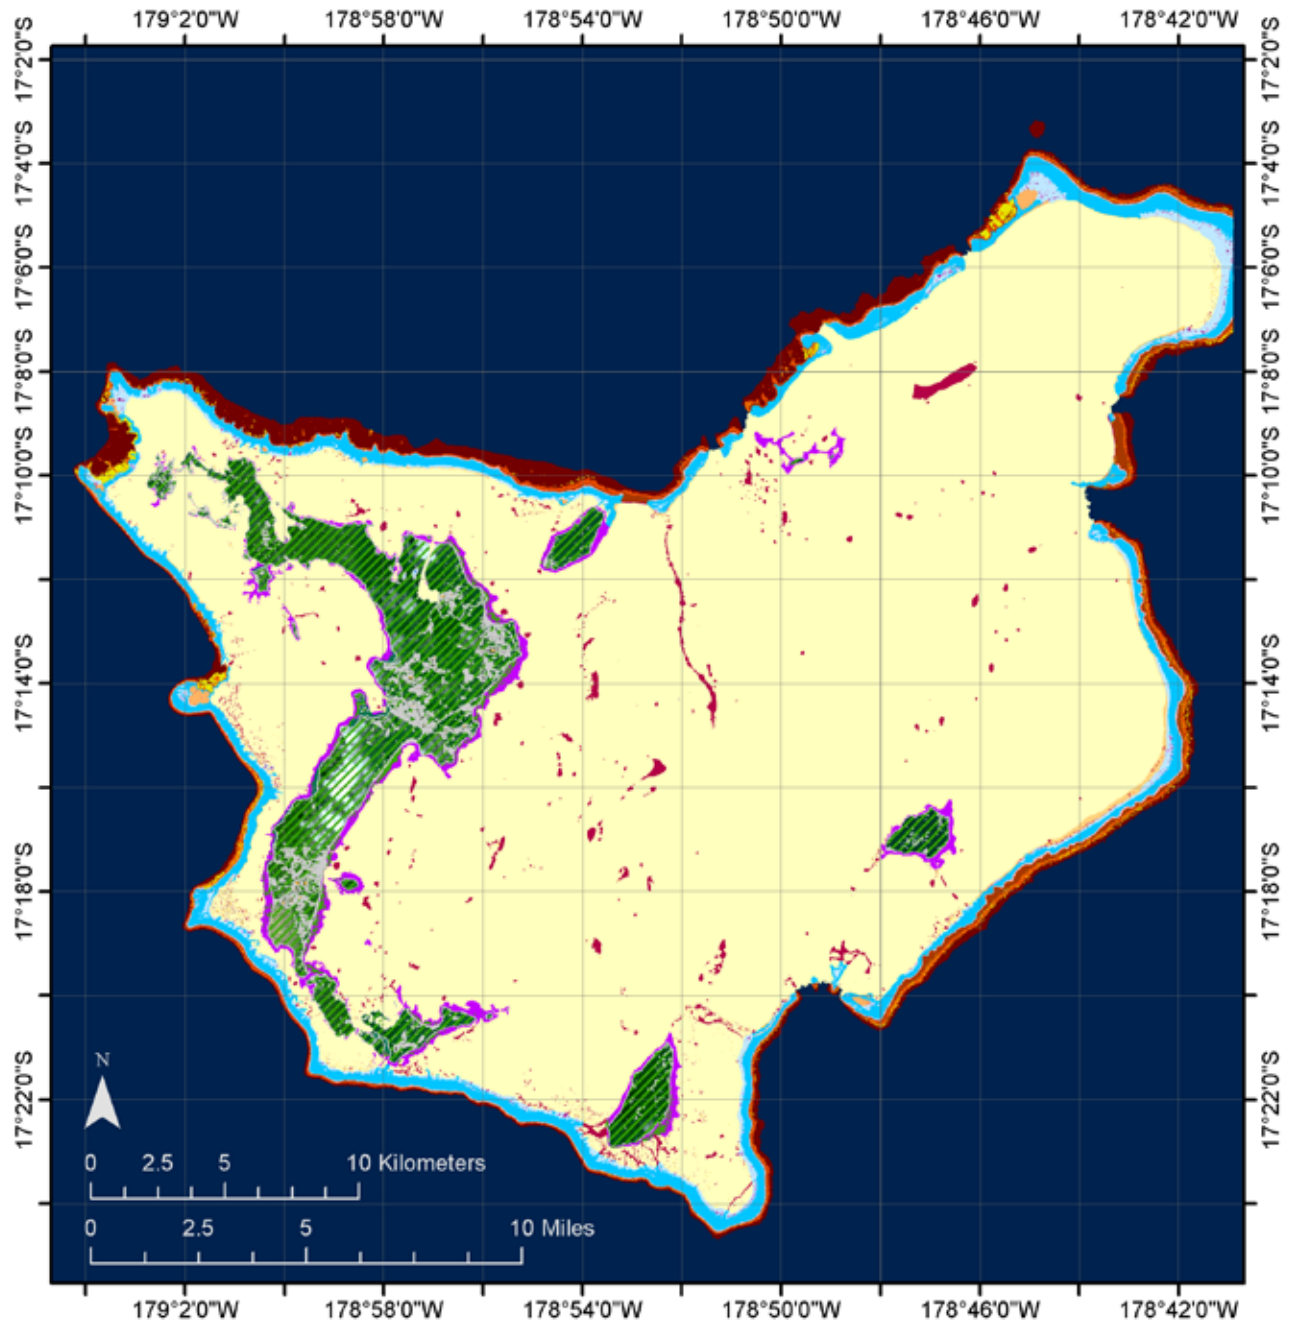 179°2'0"W 178°58'0"W 178°54'0"W 178°50'0"W 178°46'0"W 178°42'0"W
17°2'0"S 17°2'0"S
17°4'0"S 17°4'0"S
17°6'0"S 17°6'0"S
17°8'0"S 17°8'0"S
17°10'0"S 17°10'0"S
17°14'0"S 17°14'0"S
17°18'0"S 17°18'0"S
17°22'0"S 17°22'0"S
N
0 2.5 5 10 Kilometers
0 2.5 5 10 Miles
179°2'0"W 178°58'0"W 178°54'0"W 178°50'0"W 178°46'0"W 178°42'0"W